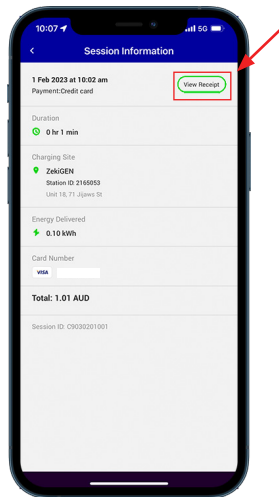 10:07
5G
Session Information
1 Feb 2023 at 10:02 am
Payment:Credit card
View Receipt
Duration
0 hr 1 min
Charging Site
ZekiGEN
Station ID: 2165053
Unit 18, 71 Jijaws St
Energy Delivered
0.10 kWh
Card Number
VISA
Total: 1.01 AUD
Session ID: C9030201001